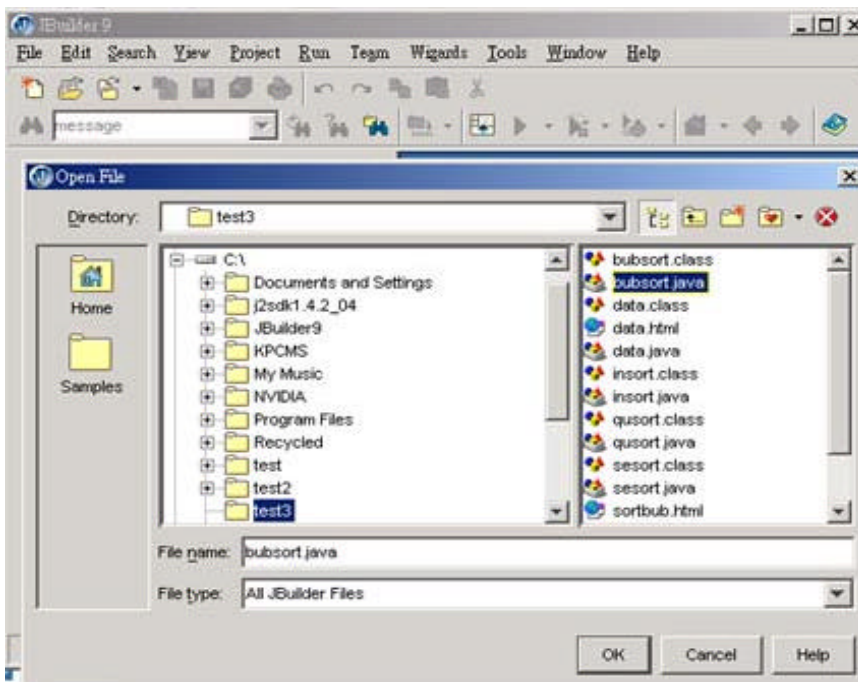 JBuilder 9
File Edit Search View Project Run Team Wizards Tools Window Help
message
Open File
Directory: test3
Home
Samples
C:\
Documents and Settings
j2sdk1.4.2_04
JBuilder9
KPCMS
My Music
NVIDIA
Program Files
Recycled
test
test2
test3
bubsort.class
bubsort.java
data.class
data.html
data.java
insort.class
insort.java
qusort.class
qusort.java
sesort.class
sesort.java
sortbub.html
File name: bubsort.java
File type: All JBuilder Files
OK Cancel Help